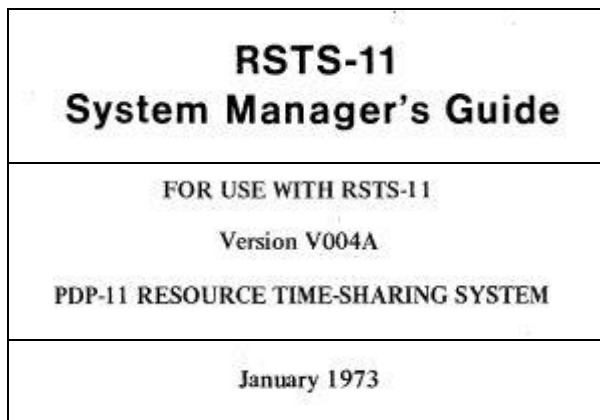 RSTS-11
System Manager's Guide
FOR USE WITH RSTS-11
Version V004A
PDP-11 RESOURCE TIME-SHARING SYSTEM
January 1973